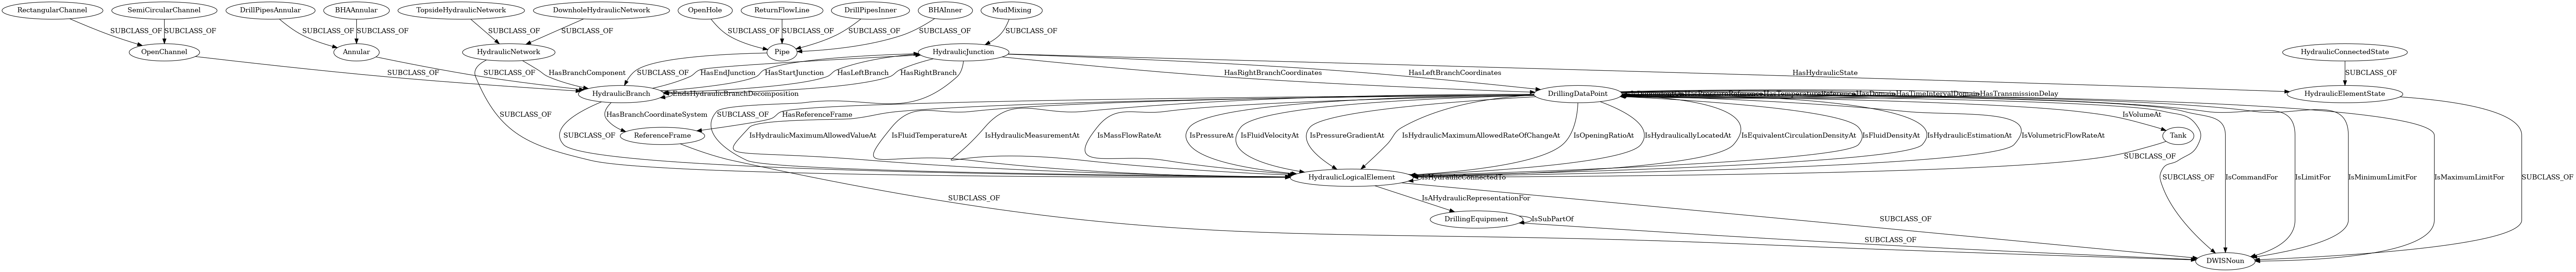 RectangularChannel SemiCircularChannel DrillPipesAnnular BHAAnnular TopsideHydraulicNetwork DownholeHydraulicNetwork OpenHole ReturnFlowLine DrillPipesInner BHAInner MudMixing
SUBCLASS_OF SUBCLASS_OF SUBCLASS_OF SUBCLASS_OF SUBCLASS_OF SUBCLASS_OF SUBCLASS_OF SUBCLASS_OF SUBCLASS_OF SUBCLASS_OF SUBCLASS_OF
OpenChannel Annular HydraulicNetwork Pipe HydraulicJunction HydraulicConnectedState
SUBCLASS_OF SUBCLASS_OF HasBranchComponent SUBCLASS_OF HasEndJunction HasStartJunction HasLeftBranch HasRightBranch HasRightBranchCoordinates HasLeftBranchCoordinates HasHydraulicState SUBCLASS_OF
HydraulicBranch DrillingDataPoint HydraulicElementState
HasTimeIntervalDomain HasTransmissionDelay
SUBCLASS_OF HasBranchCoordinateSystem SUBCLASS_OF HasReferenceFrame IsVolumeAt
SUBCLASS_OF ReferenceFrame IsHydraulicMaximumAllowedValueAt IsFluidTemperatureAt IsHydraulicMeasurementAt IsMassFlowRateAt IsPressureAt IsFluidVelocityAt IsPressureGradientAt IsHydraulicMaximumAllowedRateOfChangeAt IsOpeningRatioAt IsHydraulicallyLocatedAt IsEquivalentCirculationDensityAt IsFluidDensityAt IsHydraulicEstimationAt IsVolumetricFlowRateAt Tank
SUBCLASS_OF
HydraulicLogicalElement SUBCLASS_OF IsCommandFor IsLimitFor IsMinimumLimitFor IsMaximumLimitFor SUBCLASS_OF
SUBCLASS_OF IsAHydraulicRepresentationFor
DrillingEquipment IsSubPartOf SUBCLASS_OF
SUBCLASS_OF
DWISNoun